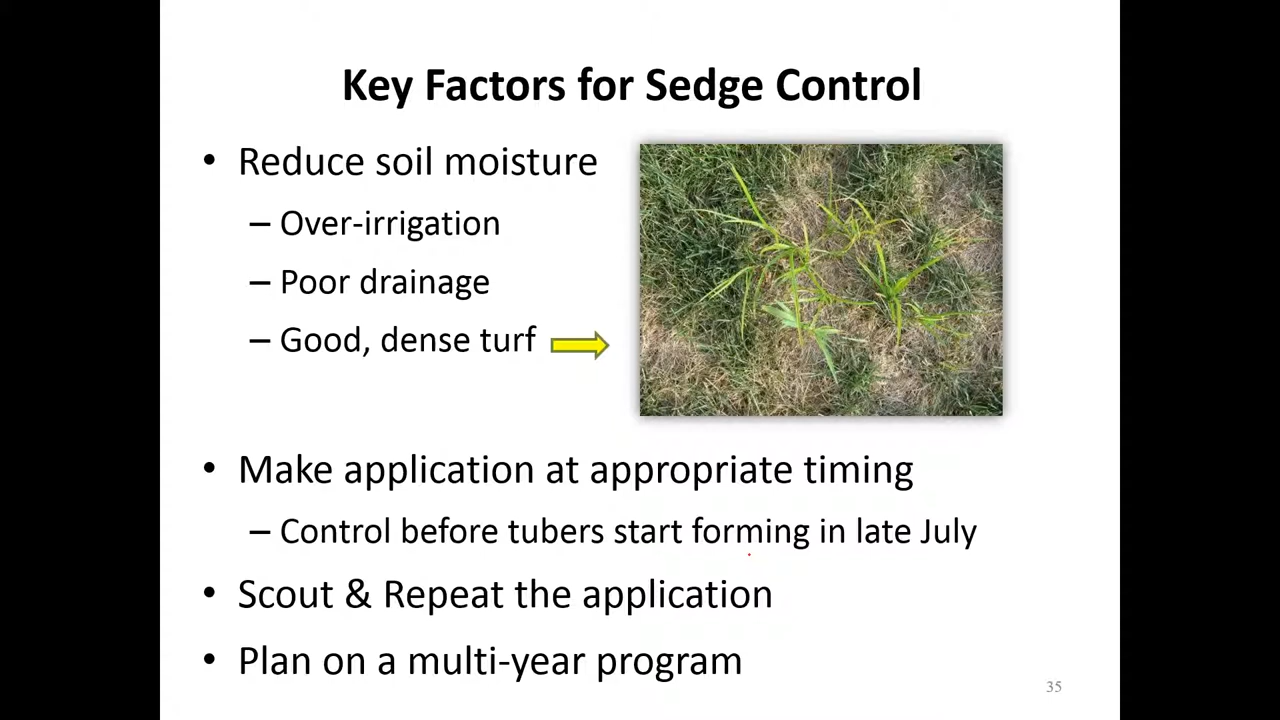 Key Factors for Sedge Control
• Reduce soil moisture
– Over-irrigation
– Poor drainage
– Good, dense turf
• Make application at appropriate timing
– Control before tubers start forming in late July
• Scout & Repeat the application
• Plan on a multi-year program
35